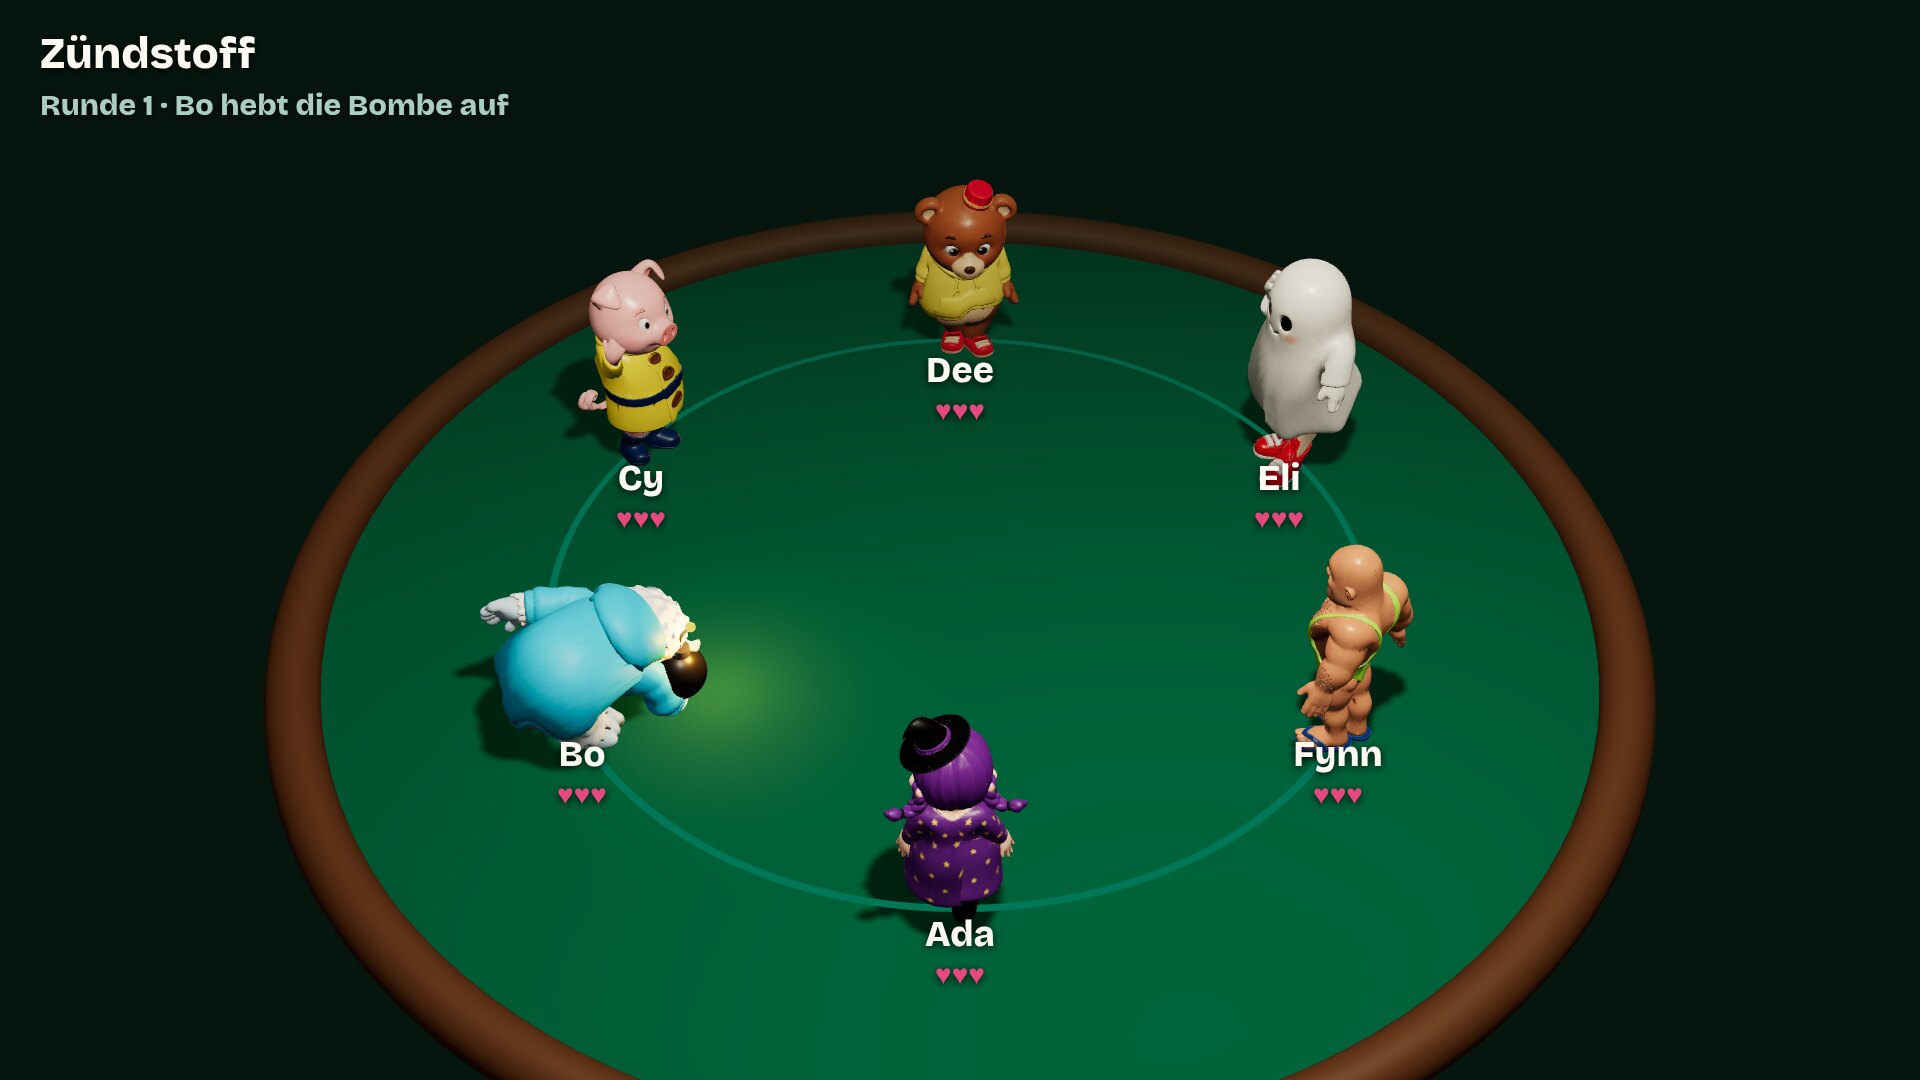 Zündstoff
Runde 1 · Bo hebt die Bombe auf
Dee
♥♥♥
Cy
♥♥♥
Eli
♥♥♥
Bo
♥♥♥
Fynn
♥♥♥
Ada
♥♥♥